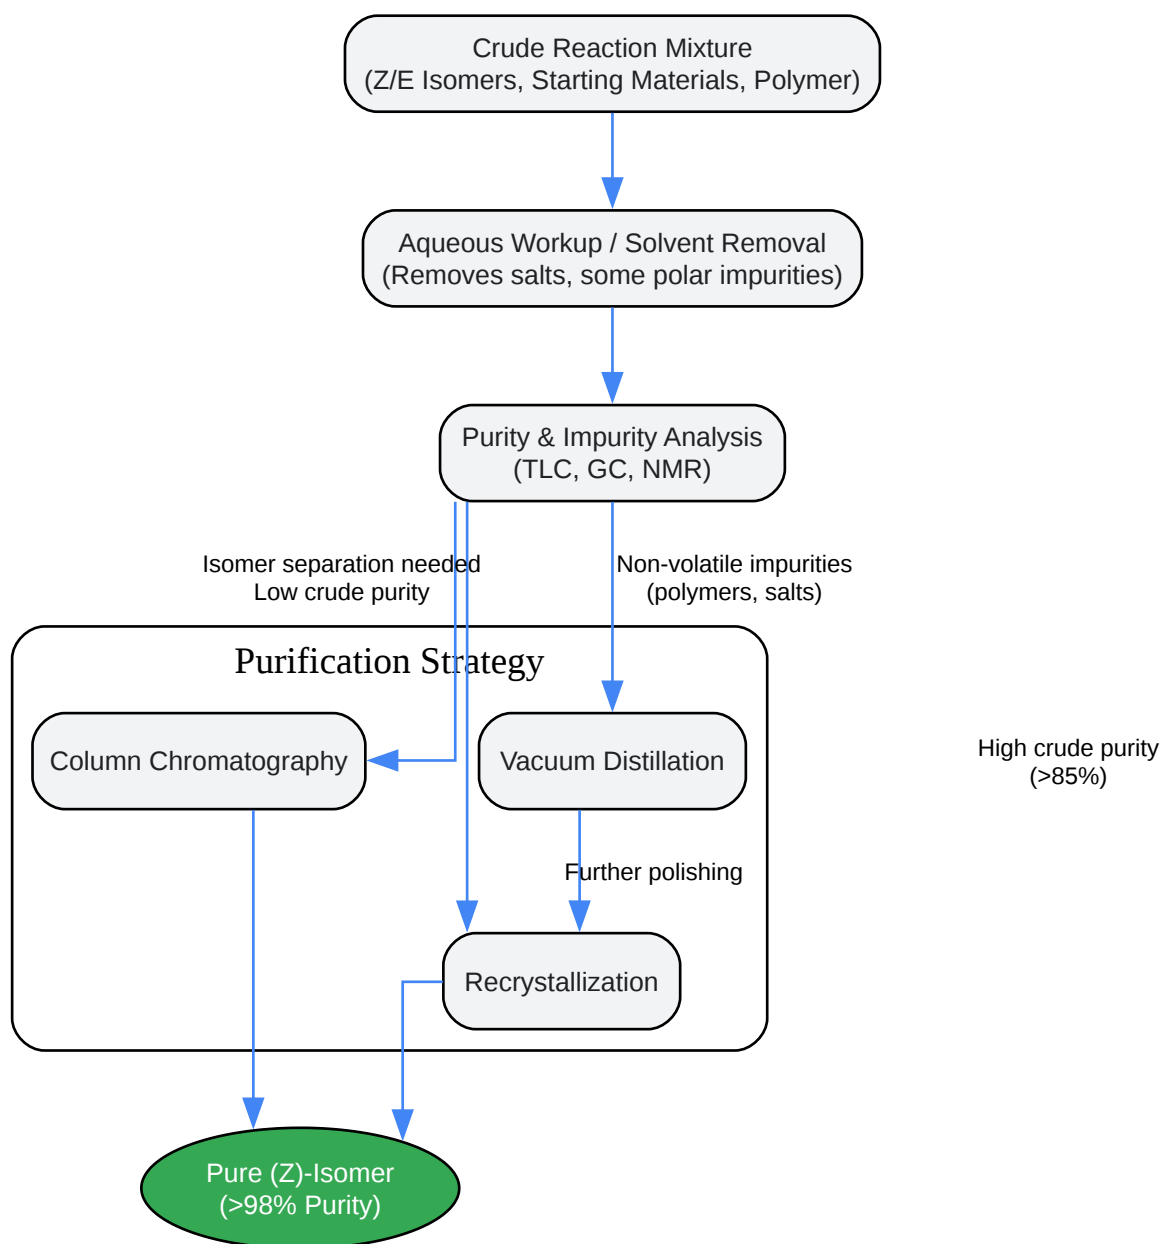 Crude Reaction Mixture
(Z/E Isomers, Starting Materials, Polymer)
Aqueous Workup / Solvent Removal
(Removes salts, some polar impurities)
Purity & Impurity Analysis
(TLC, GC, NMR)
Isomer separation needed
Low crude purity
Non-volatile impurities
(polymers, salts)
Purification Strategy
Column Chromatography
Vacuum Distillation
High crude purity
(>85%)
Further polishing
Recrystallization
Pure (Z)-Isomer
(>98% Purity)